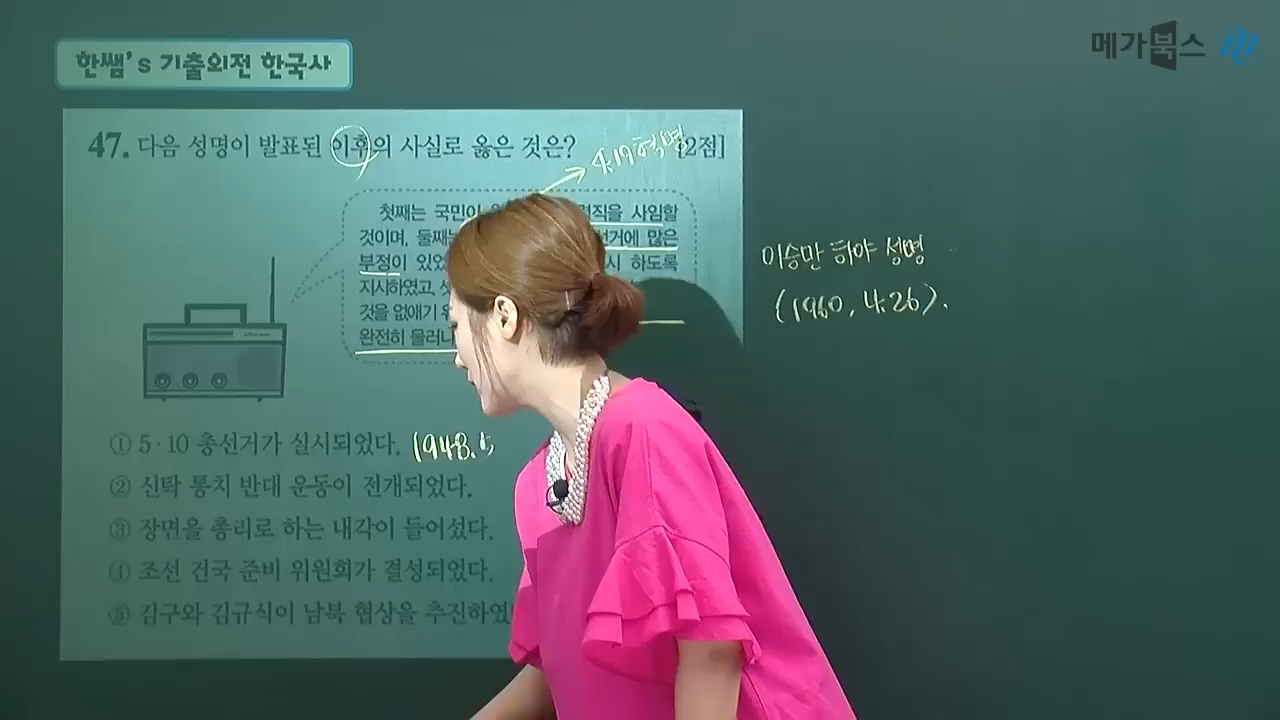 한쌤's 기출외전 한국사
메가북스
47. 다음 성명이 발표된 이후의 사실로 옳은 것은? [2점]
4.19혁명
첫째는 국민이 직을 사임할
것이며, 둘째는 선거에 많은
부정이 있었 시 하도록
지시하였고,
것을 없애기
완전히 물러나
이승만 하야 성명
(1960. 4.26).
① 5·10 총선거가 실시되었다. 1948. 5
② 신탁 통치 반대 운동이 전개되었다.
③ 장면을 총리로 하는 내각이 들어섰다.
④ 조선 건국 준비 위원회가 결성되었다.
⑤ 김구와 김규식이 남북 협상을 추진하였